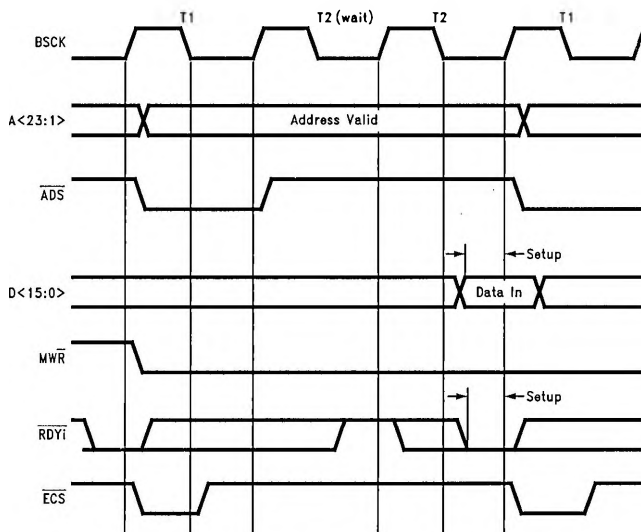 T1 T2 (wait) T2 T1
BSCK
A<23:1> Address Valid
ADS
Setup
D<15:0> Data In
MWR
Setup
RDYi
ECS